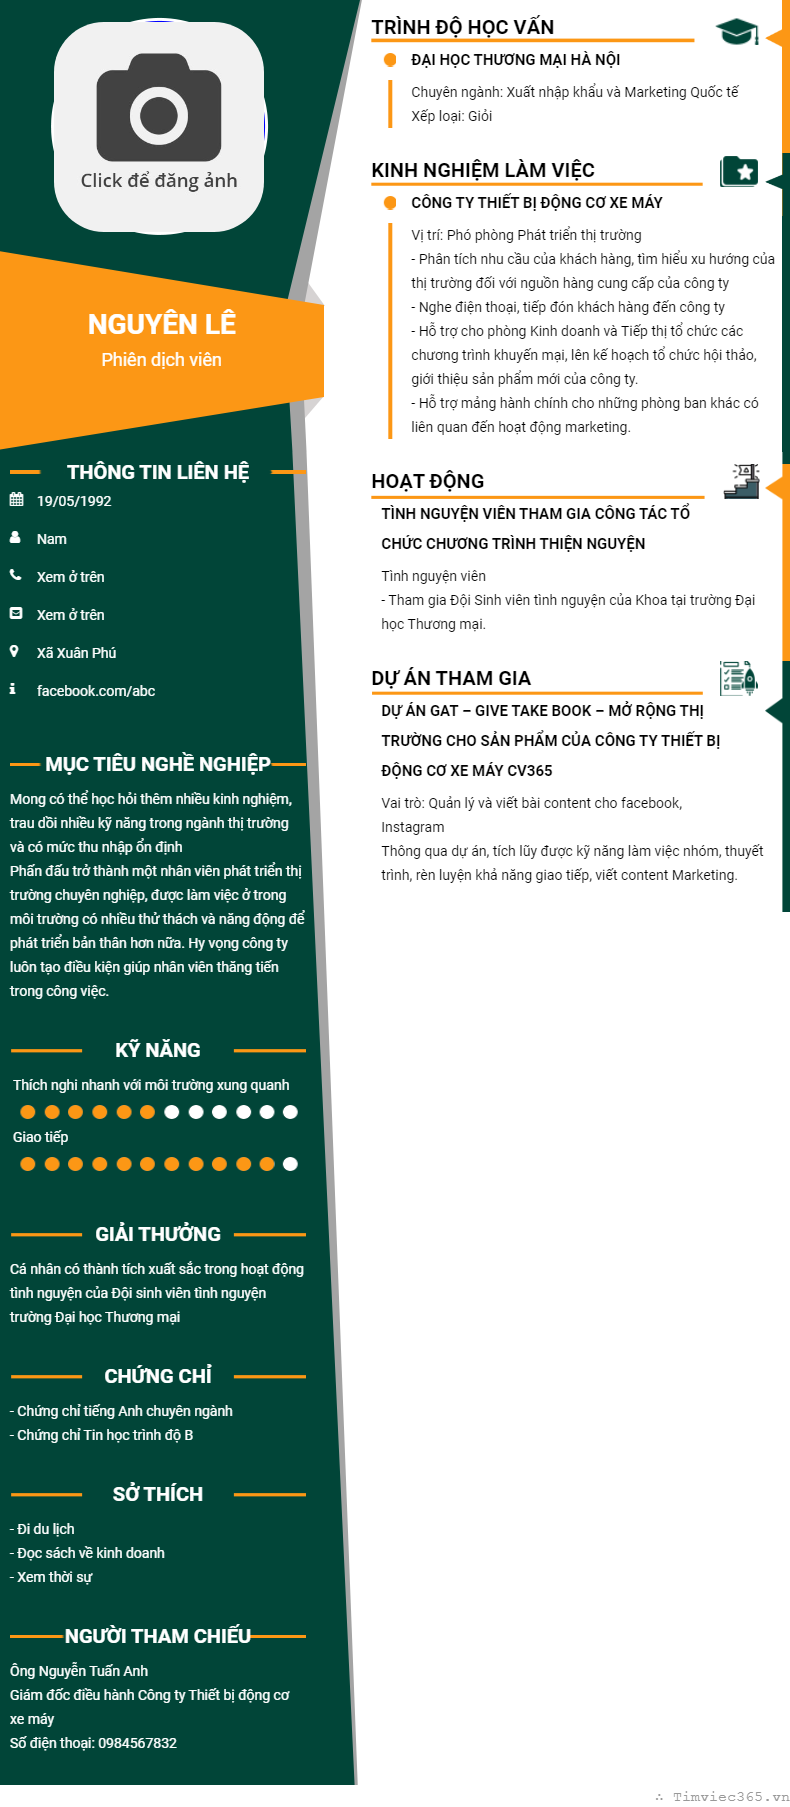 Click để đăng ảnh
NGUYÊN LÊ
Phiên dịch viên
THÔNG TIN LIÊN HỆ
19/05/1992
Nam
Xem ở trên
Xem ở trên
Xã Xuân Phú
facebook.com/abc
MỤC TIÊU NGHỀ NGHIỆP
Mong có thể học hỏi thêm nhiều kinh nghiệm,
trau dồi nhiều kỹ năng trong ngành thị trường
và có mức thu nhập ổn định
Phấn đấu trở thành một nhân viên phát triển thị
trường chuyên nghiệp, được làm việc ở trong
môi trường có nhiều thử thách và năng động để
phát triển bản thân hơn nữa. Hy vọng công ty
luôn tạo điều kiện giúp nhân viên thăng tiến
trong công việc.
KỸ NĂNG
Thích nghi nhanh với môi trường xung quanh
Giao tiếp
GIẢI THƯỞNG
Cá nhân có thành tích xuất sắc trong hoạt động
tình nguyện của Đội sinh viên tình nguyện
trường Đại học Thương mại
CHỨNG CHỈ
- Chứng chỉ tiếng Anh chuyên ngành
- Chứng chỉ Tin học trình độ B
SỞ THÍCH
- Đi du lịch
- Đọc sách về kinh doanh
- Xem thời sự
NGƯỜI THAM CHIẾU
Ông Nguyễn Tuấn Anh
Giám đốc điều hành Công ty Thiết bị động cơ
xe máy
Số điện thoại: 0984567832
TRÌNH ĐỘ HỌC VẤN
ĐẠI HỌC THƯƠNG MẠI HÀ NỘI
Chuyên ngành: Xuất nhập khẩu và Marketing Quốc tế
Xếp loại: Giỏi
KINH NGHIỆM LÀM VIỆC
CÔNG TY THIẾT BỊ ĐỘNG CƠ XE MÁY
Vị trí: Phó phòng Phát triển thị trường
- Phân tích nhu cầu của khách hàng, tìm hiểu xu hướng của
thị trường đối với nguồn hàng cung cấp của công ty
- Nghe điện thoại, tiếp đón khách hàng đến công ty
- Hỗ trợ cho phòng Kinh doanh và Tiếp thị tổ chức các
chương trình khuyến mại, lên kế hoạch tổ chức hội thảo,
giới thiệu sản phẩm mới của công ty.
- Hỗ trợ mảng hành chính cho những phòng ban khác có
liên quan đến hoạt động marketing.
HOẠT ĐỘNG
TÌNH NGUYỆN VIÊN THAM GIA CÔNG TÁC TỔ
CHỨC CHƯƠNG TRÌNH THIỆN NGUYỆN
Tình nguyện viên
- Tham gia Đội Sinh viên tình nguyện của Khoa tại trường Đại
học Thương mại.
DỰ ÁN THAM GIA
DỰ ÁN GAT – GIVE TAKE BOOK – MỞ RỘNG THỊ
TRƯỜNG CHO SẢN PHẨM CỦA CÔNG TY THIẾT BỊ
ĐỘNG CƠ XE MÁY CV365
Vai trò: Quản lý và viết bài content cho facebook,
Instagram
Thông qua dự án, tích lũy được kỹ năng làm việc nhóm, thuyết
trình, rèn luyện khả năng giao tiếp, viết content Marketing.
∴ Timviec365.vn